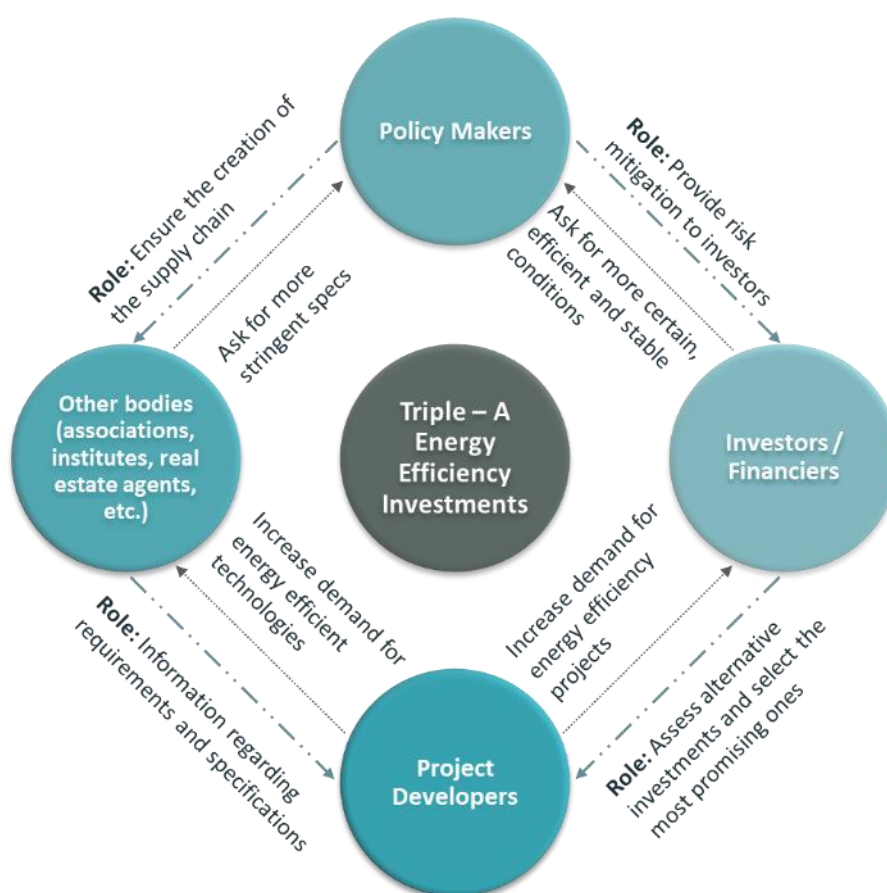 Policy Makers
Role: Ensure the creation of
the supply chain
Ask for more
stringent specs
Role: Provide risk
mitigation to investors
Ask for more certain,
efficient and stable
conditions
Other bodies
(associations,
institutes, real
estate agents,
etc.)
Triple – A
Energy
Efficiency
Investments
Investors /
Financiers
Increase demand for
energy efficient
technologies
Role: Information regarding
requirements and specifications
Increase demand for
energy efficiency
projects
Role: Assess alternative
investments and select the
most promising ones
Project
Developers